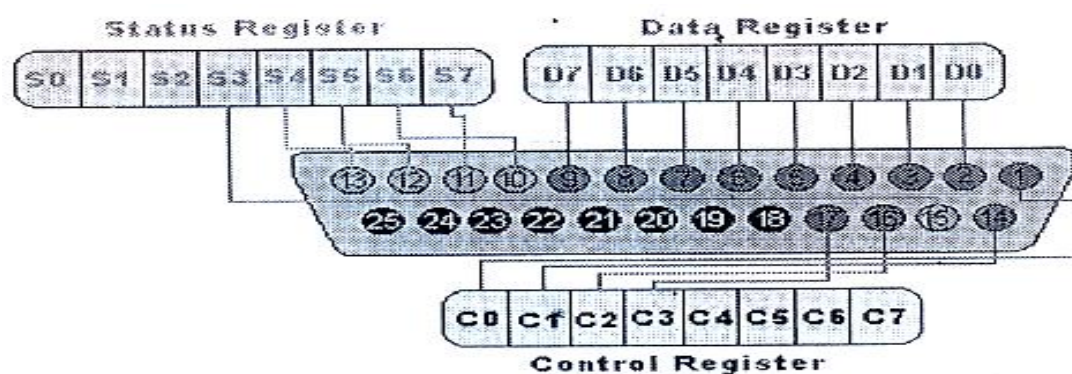 Status Register Data Register
S0 S1 S2 S3 S4 S5 S6 S7 D7 D6 D5 D4 D3 D2 D1 D0
13 12 11 10 9 8 7 6 5 4 3 2 1
25 24 23 22 21 20 19 18 17 16 15 14
C0 C1 C2 C3 C4 C5 C6 C7
Control Register